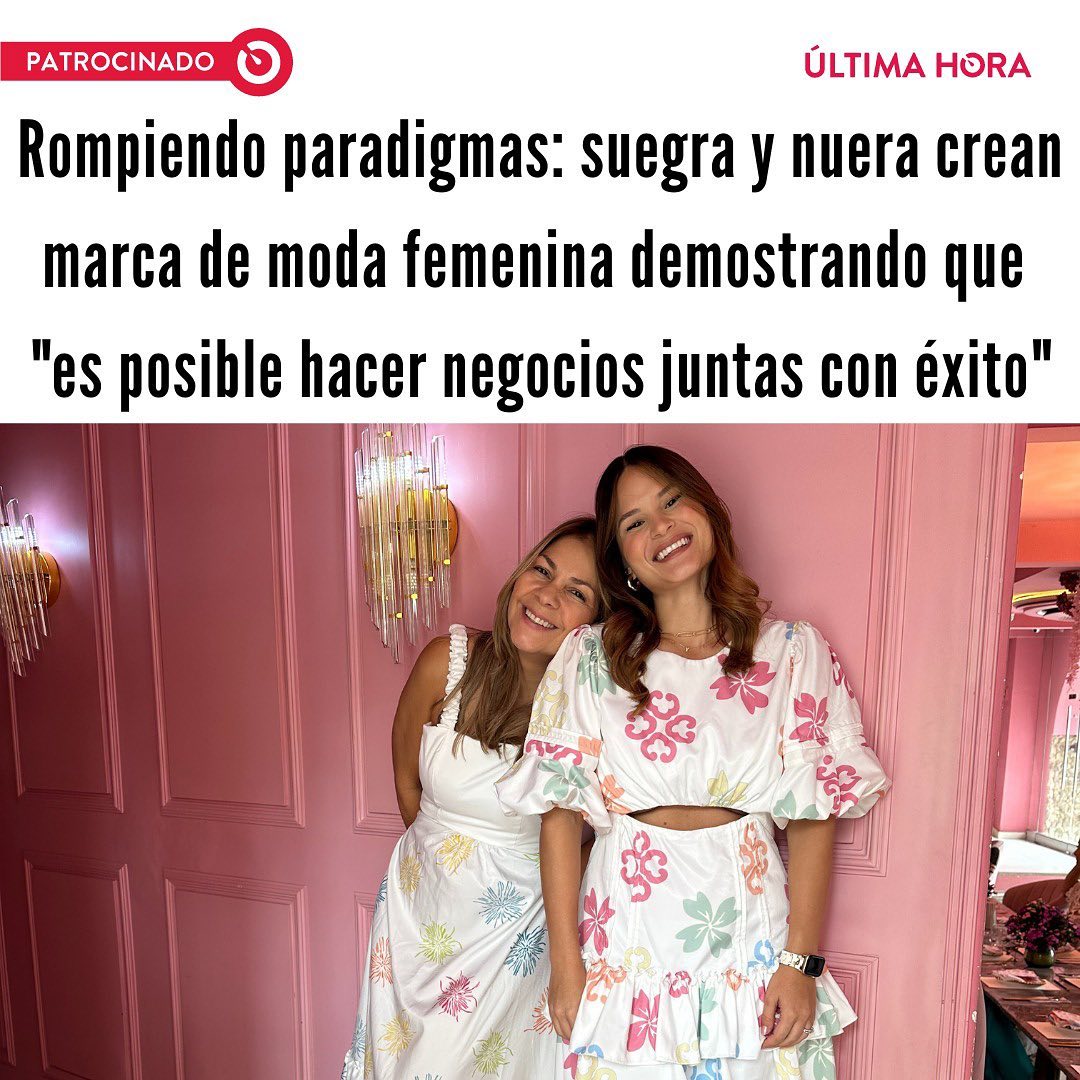 PATROCINADO
ÚLTIMA HORA
Rompiendo paradigmas: suegra y nuera crean
marca de moda femenina demostrando que
"es posible hacer negocios juntas con éxito"